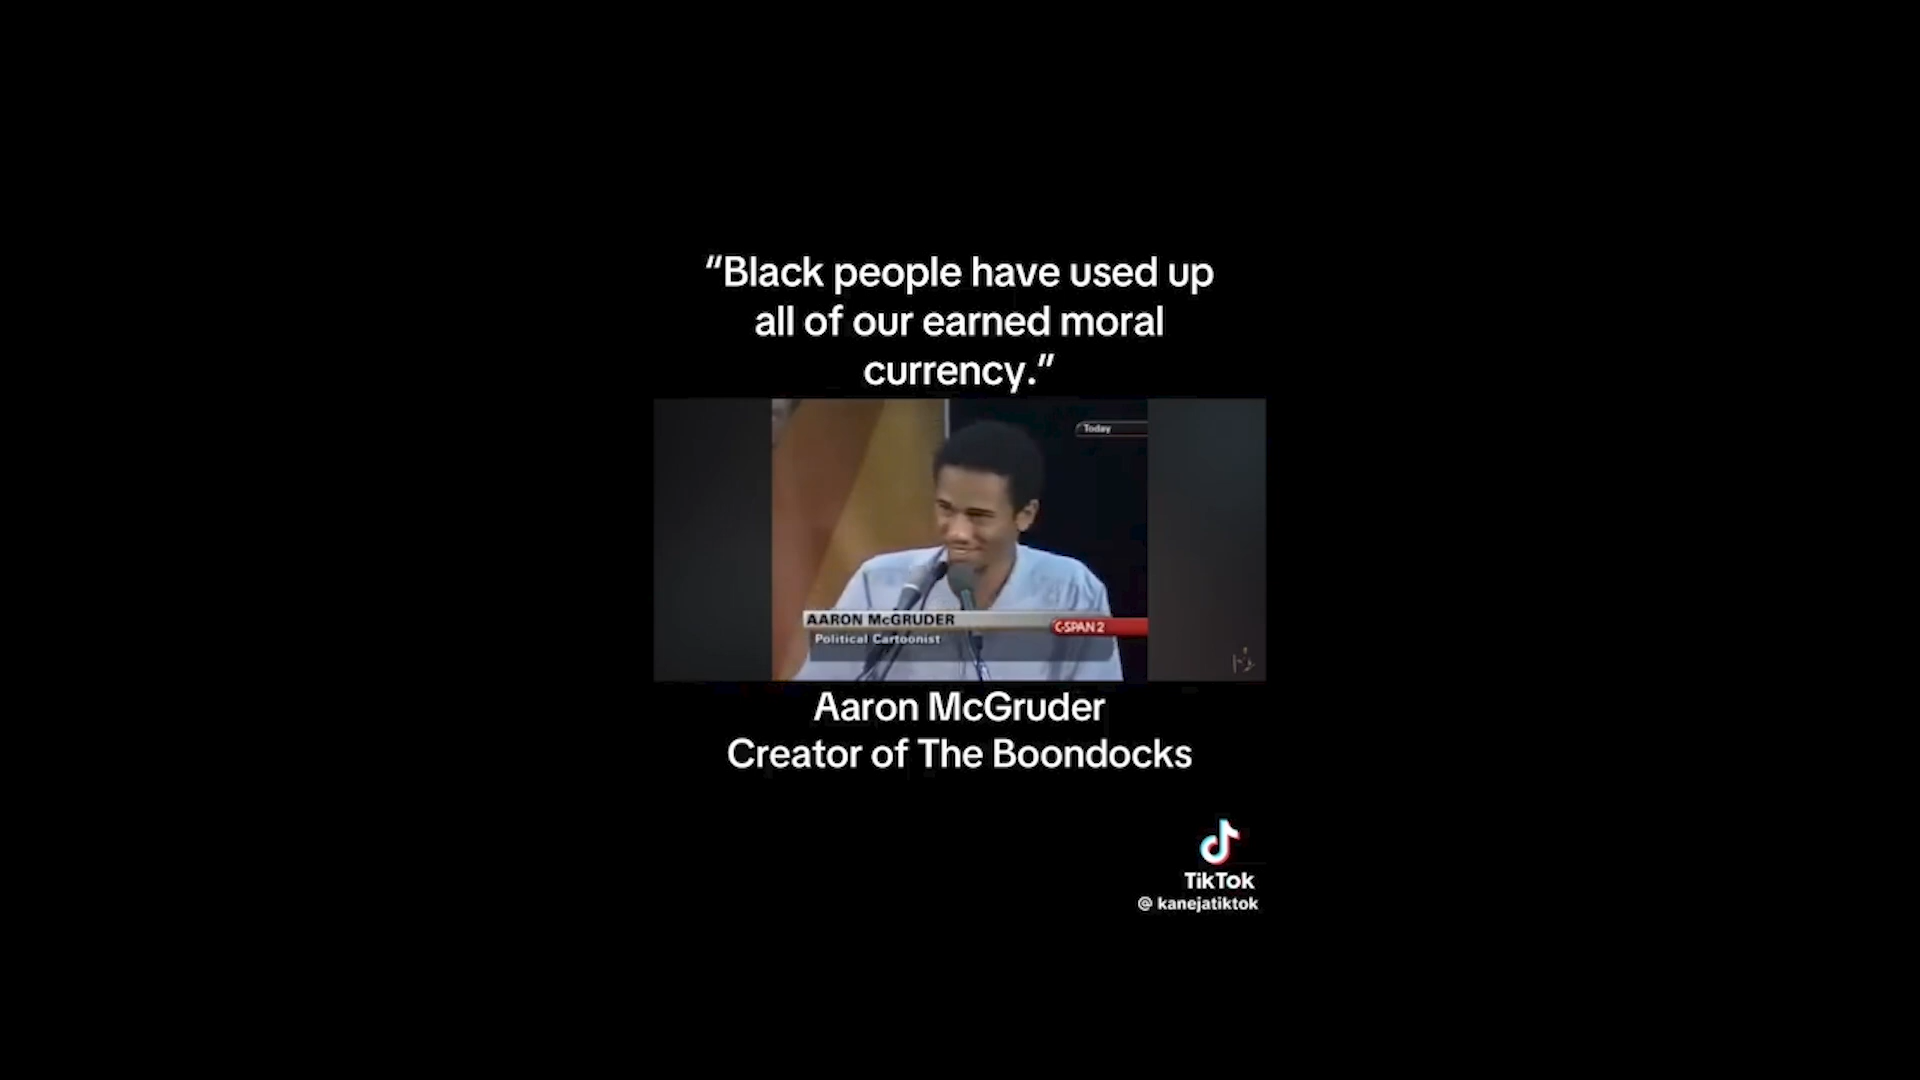 “Black people have used up
all of our earned moral
currency.”
Today
AARON McGRUDER
C-SPAN 2
Political Cartoonist
Aaron McGruder
Creator of The Boondocks
TikTok
@ kanejatiktok